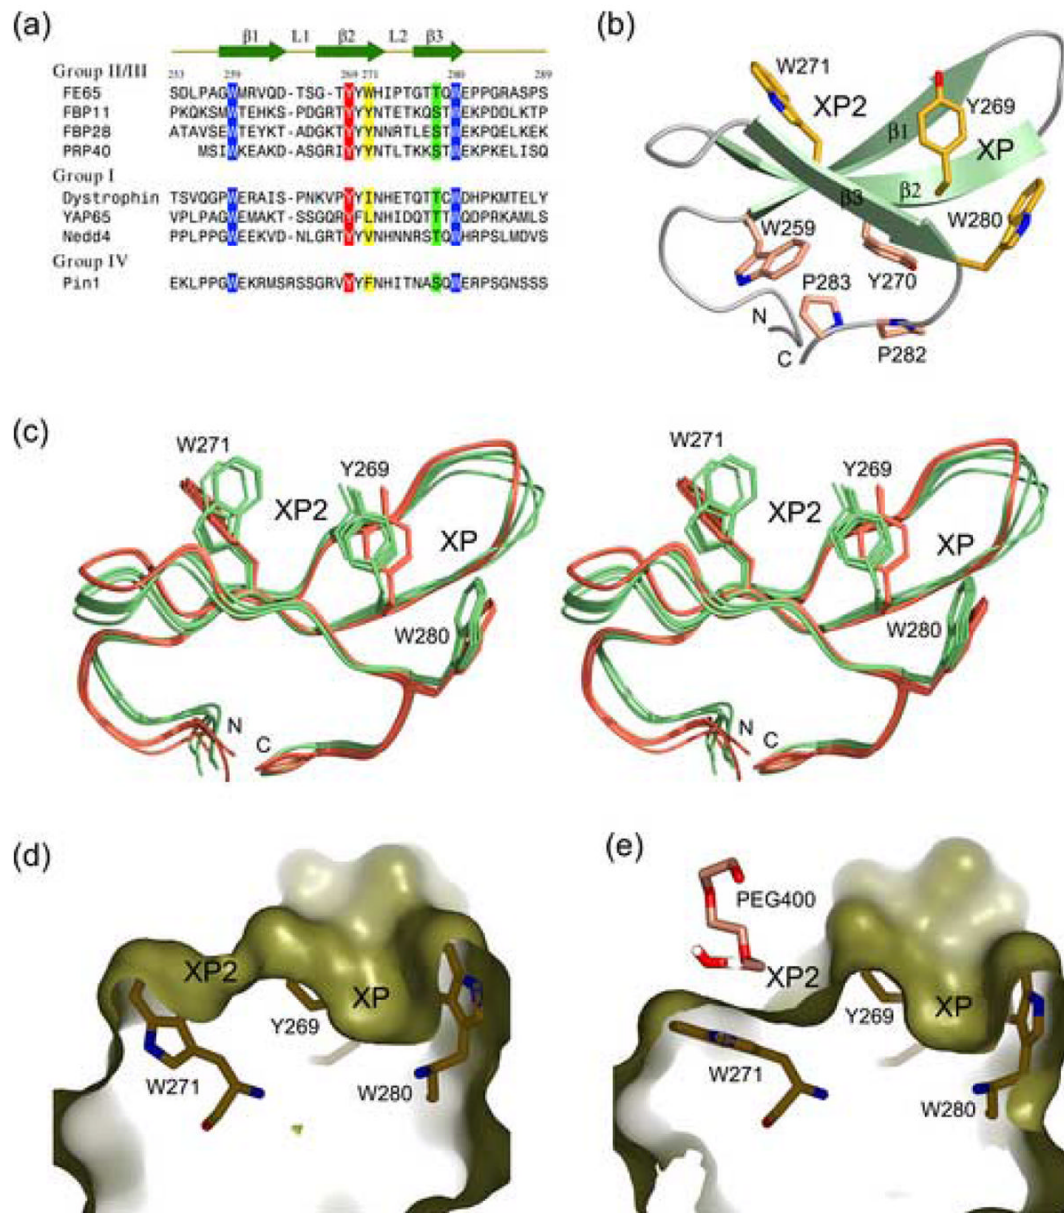 (a)
β1 L1 β2 L2 β3
Group II/III
253 259 269 271 280 289
FE65 SDLPAGWMRVQD-TSG-TYYWHIPTGTTQWEPPGRASPS
FBP11 PKQKSMWTEHKS-PDGRTYYYNTETKQSTWEKPDDLKTP
FBP28 ATAVSEWTEYKT-ADGKTYYYNNRTLESTWEKPQELKEK
PRP40 MSIWKEAKDA-SGRIYYYNTLTKKSTWEKPKELISQ
Group I
Dystrophin TSVQGPWERAIS-PNKVPYYINHETQTTCWDHPKMTELY
YAP65 VPLPAGWEMAKT-SSGQRYFLNHIDQTTTWQDPRKAMLS
Nedd4 PPLPPGWEEKVD-NLGRTYYVNHNNRSTQWHRPSLMDVS
Group IV
Pin1 EKLPPGWEKRMSRSSGRVYYFNHITNASQWERPSGNSSS
(b)
W271
XP2
Y269
β1
XP
β2
β3
W280
W259
P283
Y270
N
C
P282
(c)
W271
Y269
XP2
XP
W280
N
C
W271
Y269
XP2
XP
W280
N
C
(d)
XP2
XP
Y269
W271
W280
(e)
PEG400
XP2
XP
Y269
W271
W280